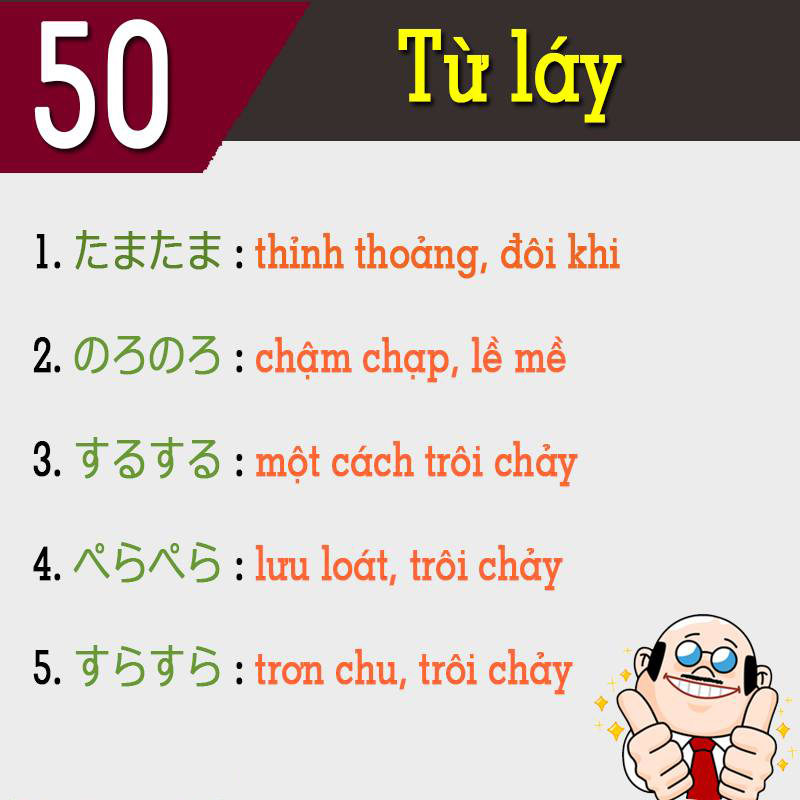 50
Từ láy
1. たまたま : thỉnh thoảng, đôi khi
2. のろのろ : chậm chạp, lề mề
3. するする : một cách trôi chảy
4. ぺらぺら : lưu loát, trôi chảy
5. すらすら : trơn chu, trôi chảy